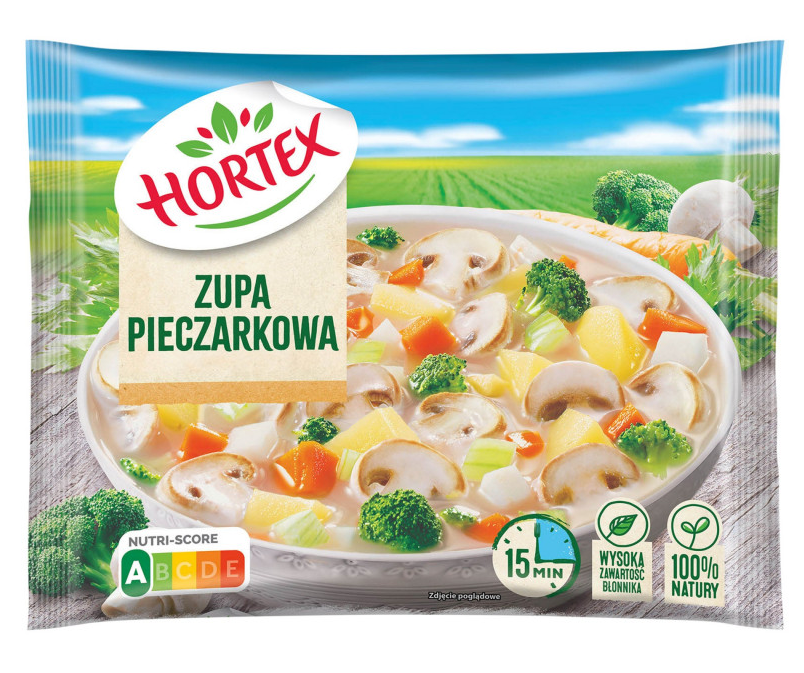 HORTEX
ZUPA
PIECZARKOWA
NUTRI-SCORE
A B C D E
15 MIN
WYSOKA
ZAWARTOŚĆ
BŁONNIKA
100%
NATURY
Zdjęcie poglądowe